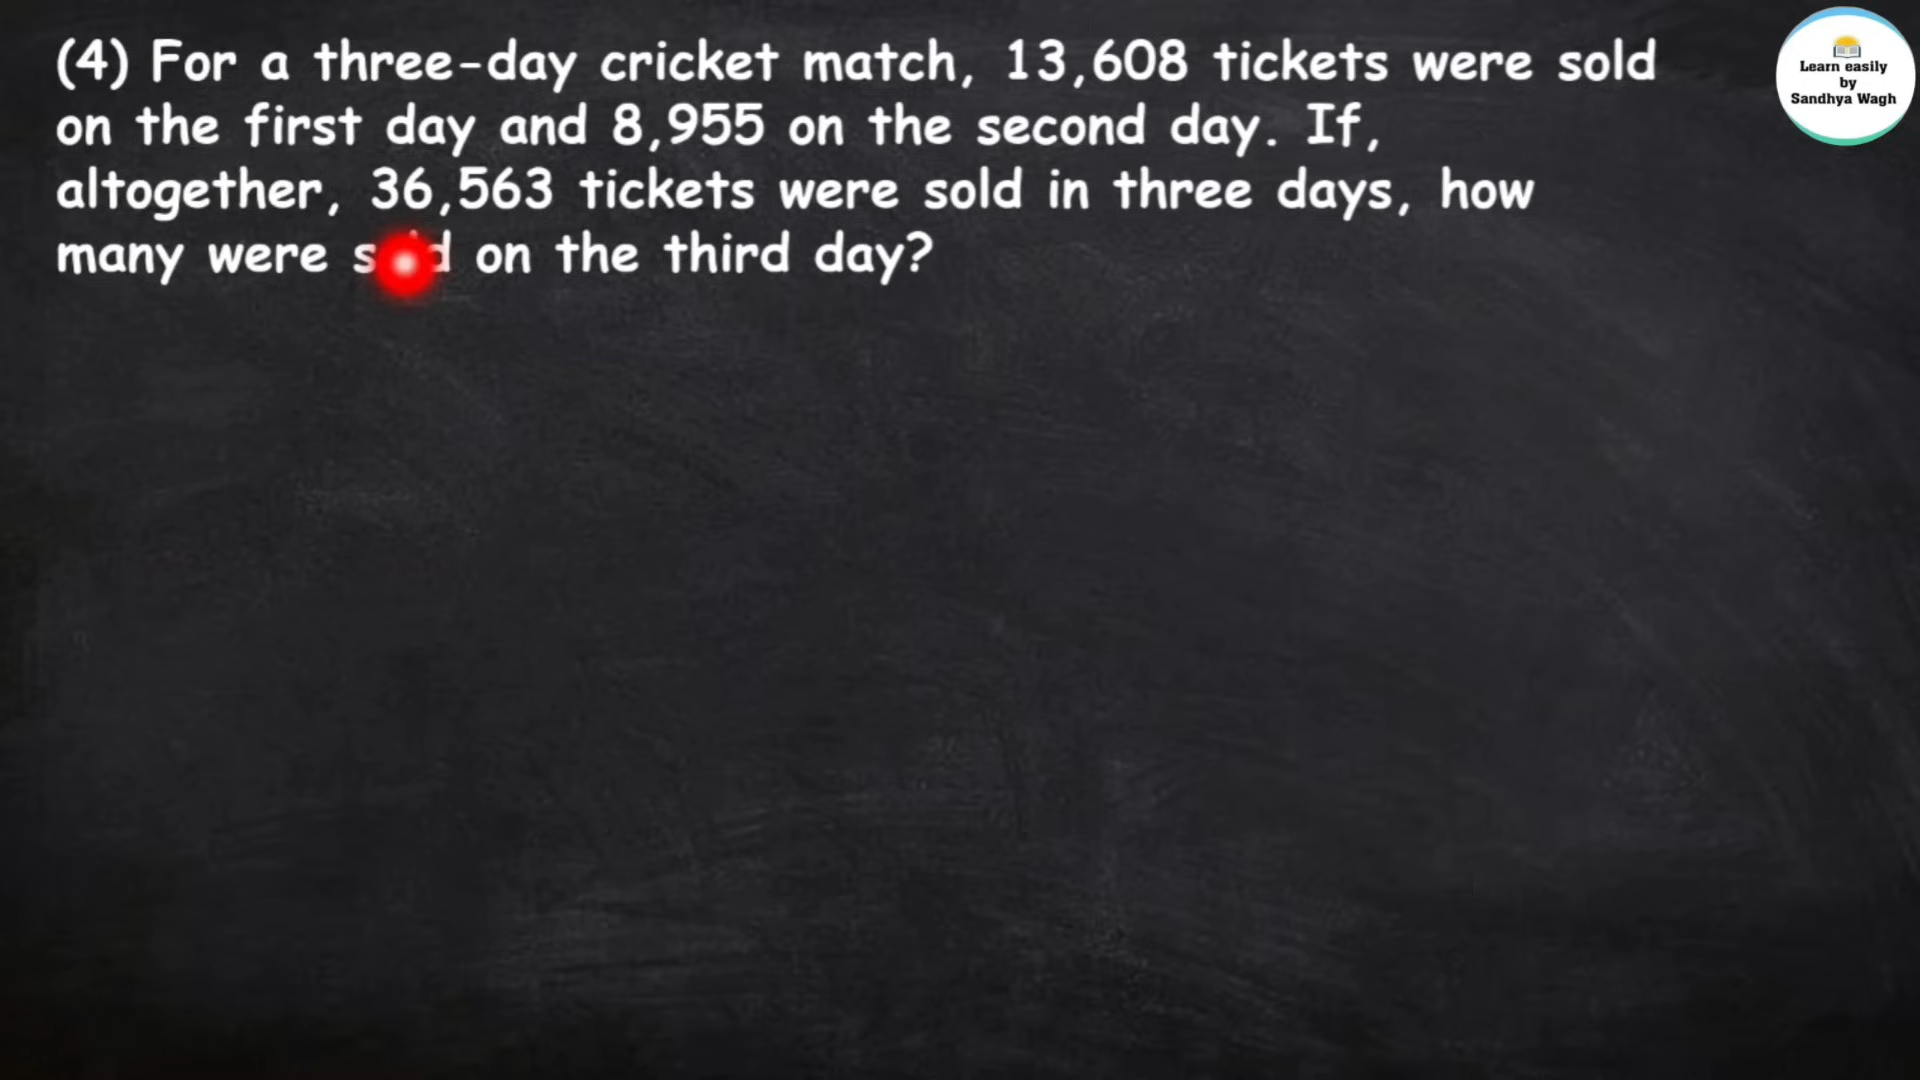 (4) For a three-day cricket match, 13,608 tickets were sold
on the first day and 8,955 on the second day. If,
altogether, 36,563 tickets were sold in three days, how
many were sold on the third day?
Learn easily
by
Sandhya Wagh